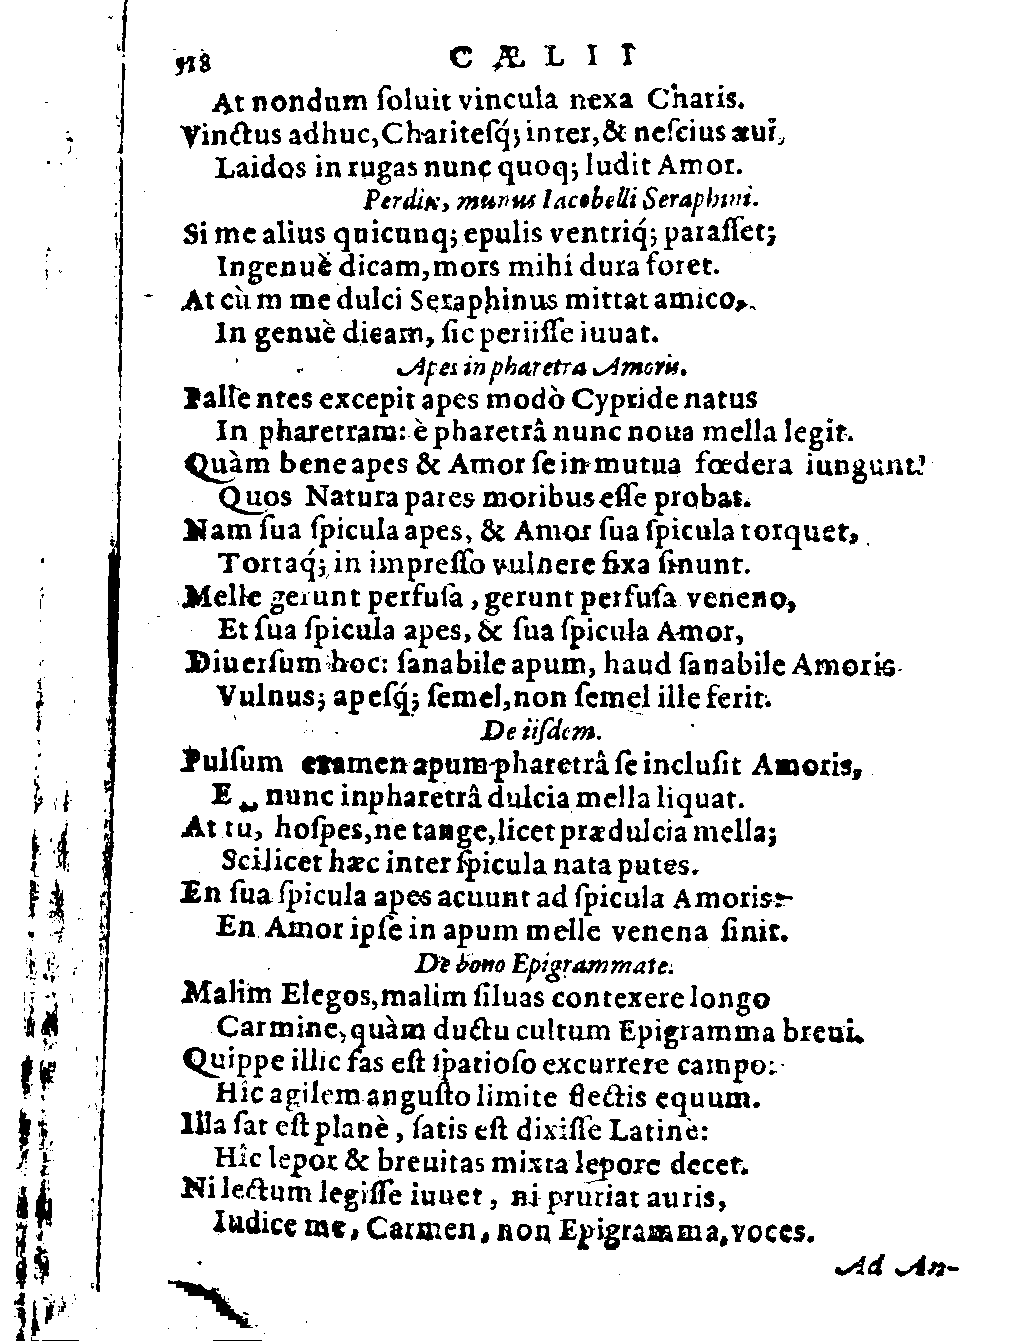 518 CÆLII
At nondum ſoluit vincula nexa Charis.
Vinctus adhuc, Chariteſq́; inter, & neſcius æui,
Laidos in rugas nunc quoq; ludit Amor.
Perdix, munus Iacobelli Seraphini.
Si me alius quicunq; epulis ventriq́; paraſſet;
Ingenuè dicam, mors mihi dura foret.
At cùm me dulci Seraphinus mittat amico,
In genuè dicam, ſic periiſſe iuuat.
Apes in pharetra Amoris.
Paſſentes excepit apes modò Cypride natus
In pharetram: è pharetrâ nunc noua mella legit.
Quàm bene apes & Amor ſe in mutua fœdera iungunt!
Quos Natura pares moribus eſſe probat.
Nam ſua ſpicula apes, & Amor ſua ſpicula torquet,
Tortaq́; in impreſſo vulnere fixa ſinunt.
Melle gerunt perfuſa, gerunt perfuſa veneno,
Et ſua ſpicula apes, & ſua ſpicula Amor,
Diuerſum hoc: ſanabile apum, haud ſanabile Amoris
Vulnus; apeſq́; ſemel, non ſemel ille ferit.
De iiſdem.
Pulſum examen apum pharetrâ ſe incluſit Amoris,
E nunc in pharetrâ dulcia mella liquat.
At tu, hoſpes, ne tange, licet prædulcia mella;
Scilicet hæc inter ſpicula nata putes.
En ſua ſpicula apes acuunt ad ſpicula Amoris:
En Amor ipſe in apum melle venena ſinit.
De bono Epigrammate.
Malim Elegos, malim ſiluas contexere longo
Carmine, quàm ductu cultum Epigramma breui.
Quippe illic fas eſt ſpatioſo excurrere campo:
Hîc agilem anguſto limite flectis equum.
Illa ſat eſt planè, ſatis eſt dixiſſe Latinè:
Hîc lepor & breuitas mixta lepore decet.
Ni lectum legiſſe iuuet, ni pruriat auris,
Iudice me, Carmen, non Epigramma, voces.
Ad An-